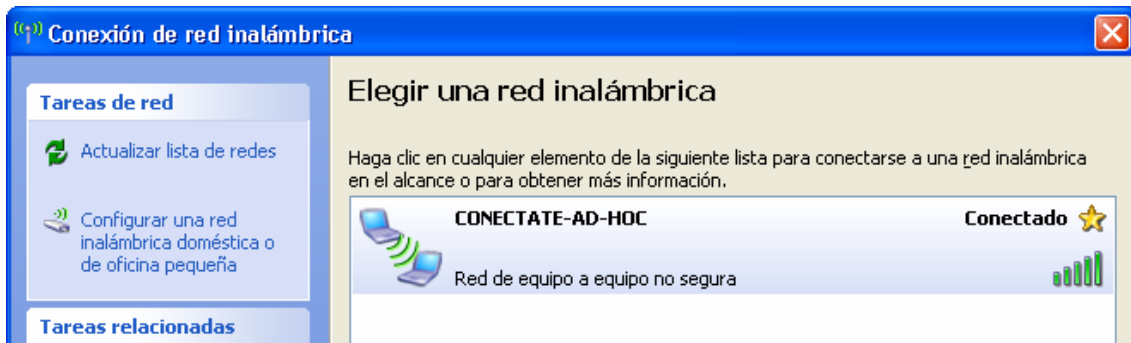 Conexión de red inalámbrica
Tareas de red
Actualizar lista de redes
Configurar una red
inalámbrica doméstica o
de oficina pequeña
Tareas relacionadas
Elegir una red inalámbrica
Haga clic en cualquier elemento de la siguiente lista para conectarse a una red inalámbrica
en el alcance o para obtener más información.
CONECTATE-AD-HOC Conectado
Red de equipo a equipo no segura